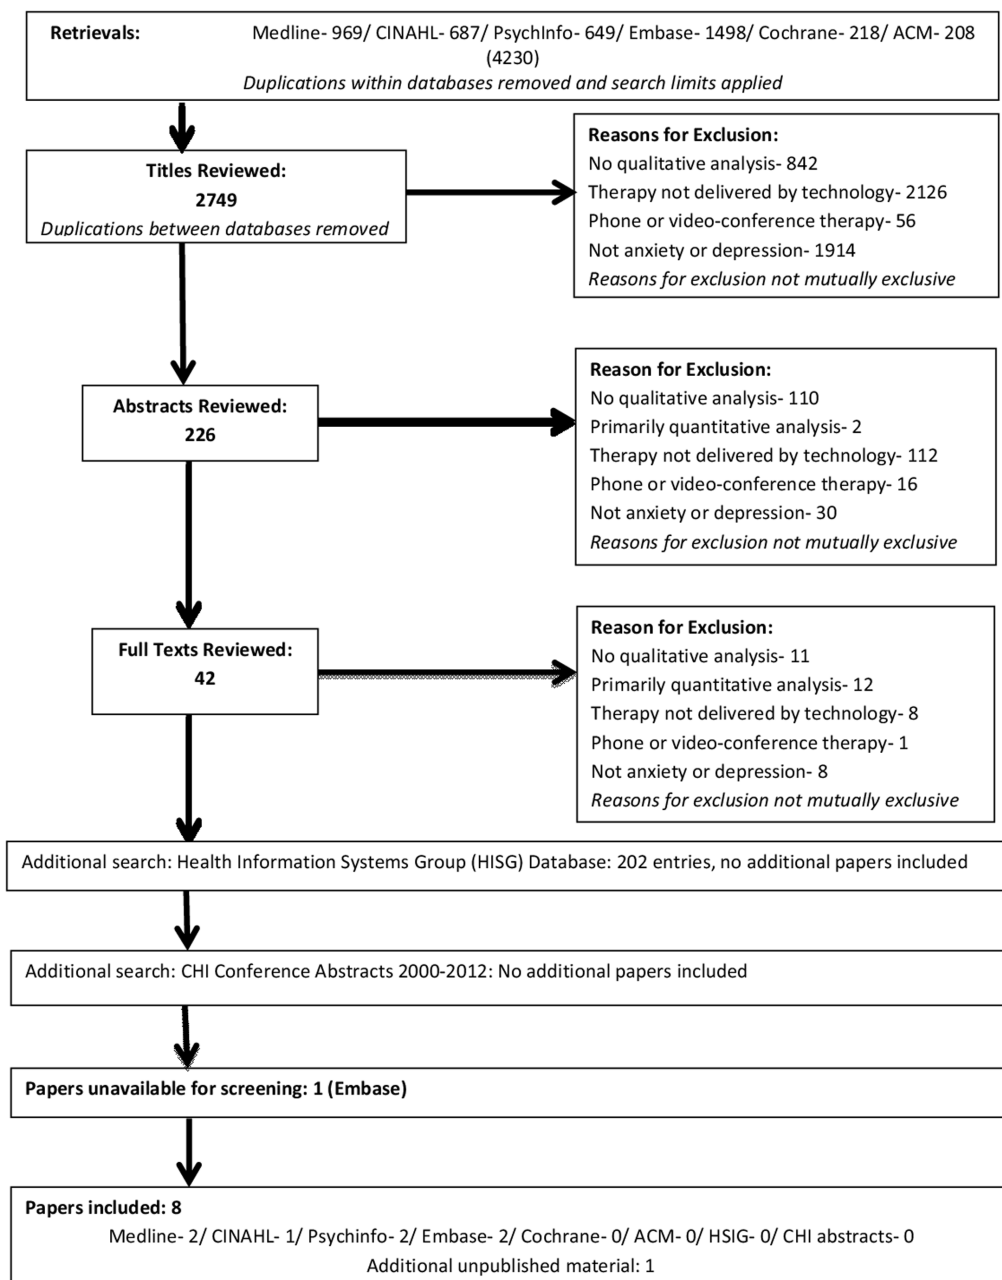 Retrievals: Medline- 969/ CINAHL- 687/ PsychInfo- 649/ Embase- 1498/ Cochrane- 218/ ACM- 208
(4230)
Duplications within databases removed and search limits applied
Titles Reviewed:
2749
Duplications between databases removed
Reasons for Exclusion:
No qualitative analysis- 842
Therapy not delivered by technology- 2126
Phone or video-conference therapy- 56
Not anxiety or depression- 1914
Reasons for exclusion not mutually exclusive
Abstracts Reviewed:
226
Reason for Exclusion:
No qualitative analysis- 110
Primarily quantitative analysis- 2
Therapy not delivered by technology- 112
Phone or video-conference therapy- 16
Not anxiety or depression- 30
Reasons for exclusion not mutually exclusive
Full Texts Reviewed:
42
Reason for Exclusion:
No qualitative analysis- 11
Primarily quantitative analysis- 12
Therapy not delivered by technology- 8
Phone or video-conference therapy- 1
Not anxiety or depression- 8
Reasons for exclusion not mutually exclusive
Additional search: Health Information Systems Group (HISG) Database: 202 entries, no additional papers included
Additional search: CHI Conference Abstracts 2000-2012: No additional papers included
Papers unavailable for screening: 1 (Embase)
Papers included: 8
Medline- 2/ CINAHL- 1/ Psychinfo- 2/ Embase- 2/ Cochrane- 0/ ACM- 0/ HSIG- 0/ CHI abstracts- 0
Additional unpublished material: 1